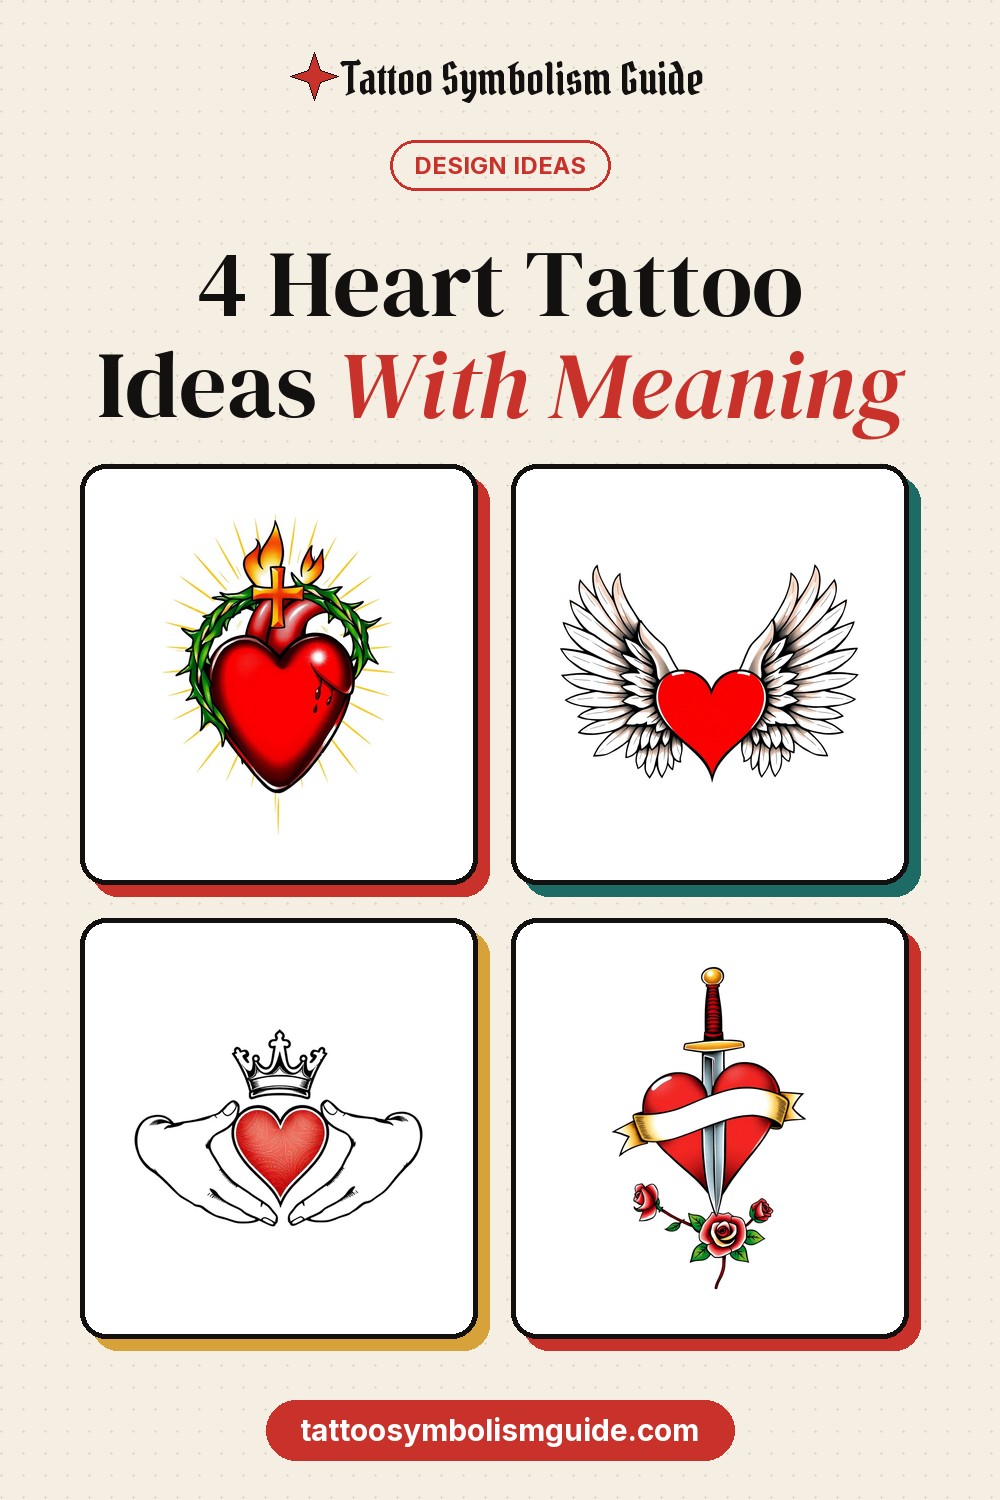 Tattoo Symbolism Guide
DESIGN IDEAS
4 Heart Tattoo
Ideas With Meaning
tattoosymbolismguide.com